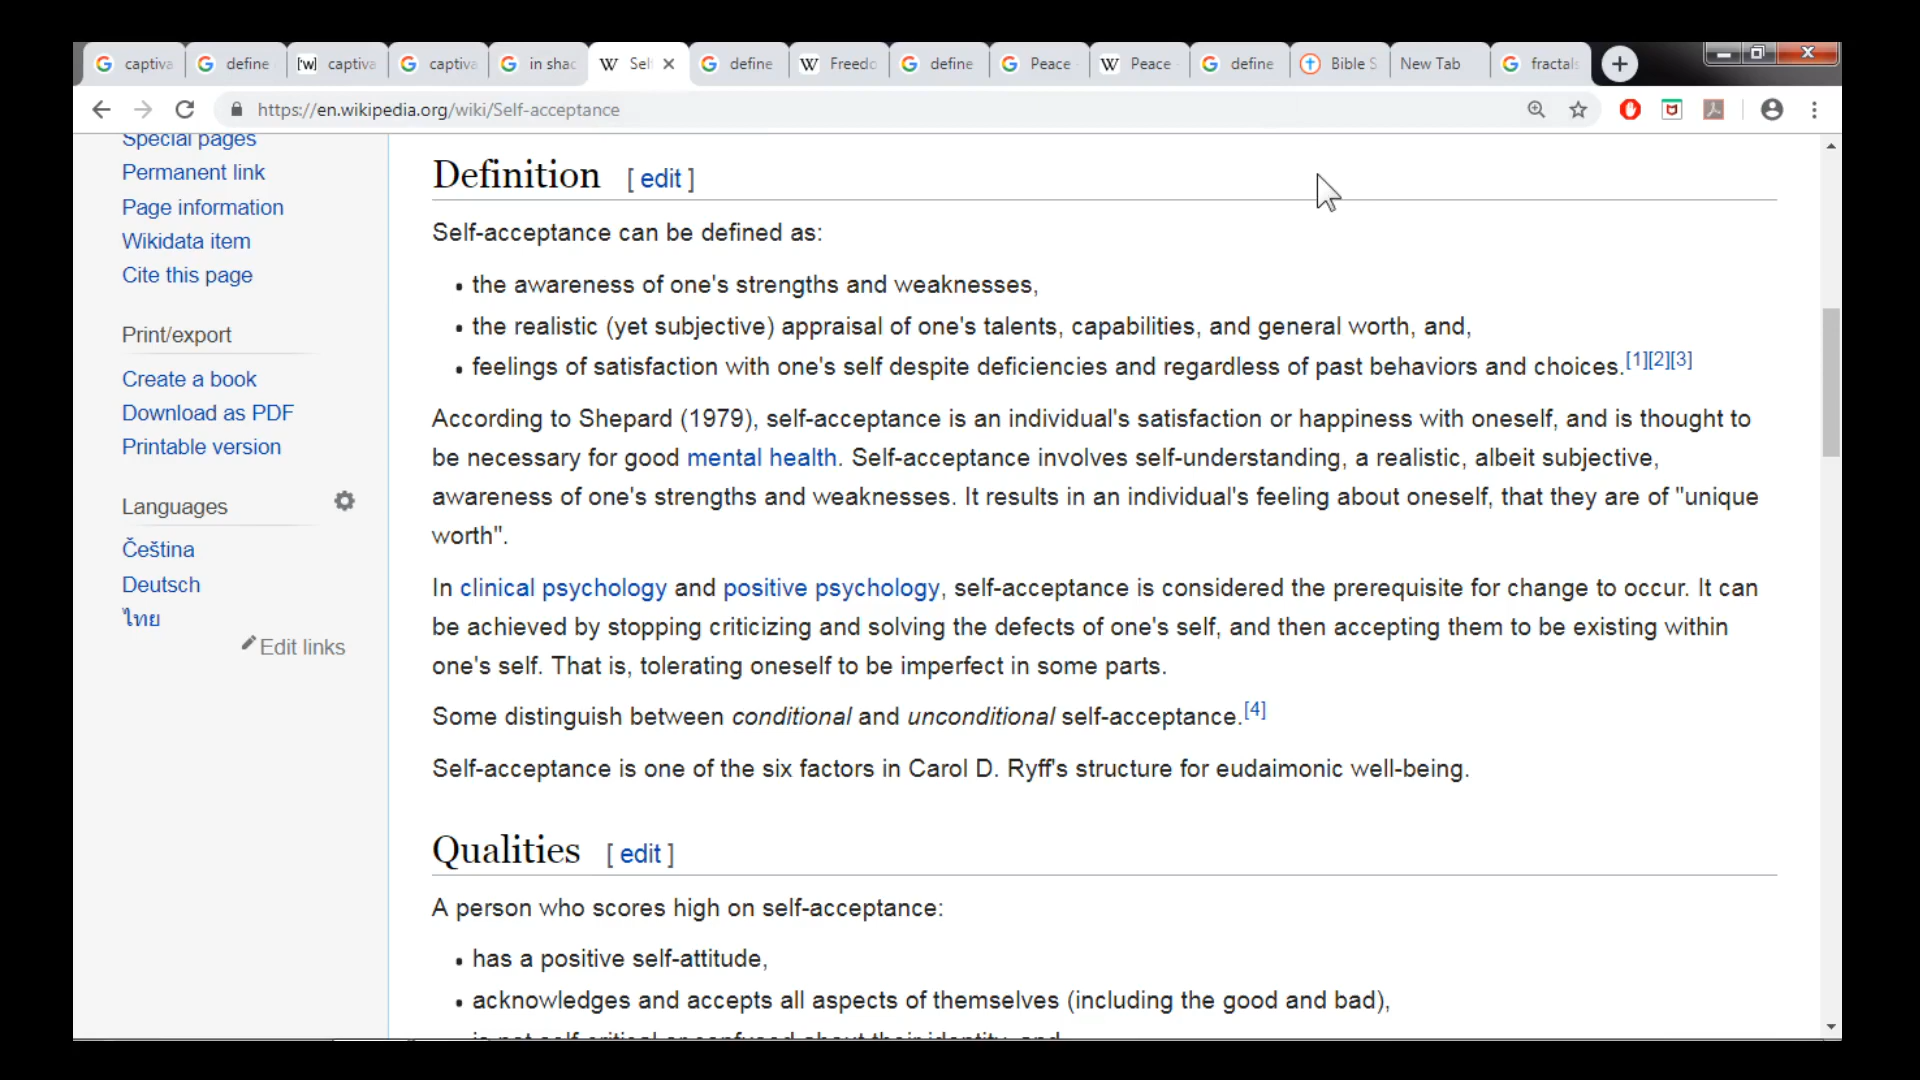 captiva
define
captiva
captiva
in shac
Self
define
Freedo
define
Peace
Peace
define
Bible S
New Tab
fractals
https://en.wikipedia.org/wiki/Self-acceptance
Special pages
Permanent link
Page information
Wikidata item
Cite this page
Print/export
Create a book
Download as PDF
Printable version
Languages
Čeština
Deutsch
ไทย
Edit links
Definition [ edit ]
Self-acceptance can be defined as:
• the awareness of one's strengths and weaknesses,
• the realistic (yet subjective) appraisal of one's talents, capabilities, and general worth, and,
• feelings of satisfaction with one's self despite deficiencies and regardless of past behaviors and choices.[1][2][3]
According to Shepard (1979), self-acceptance is an individual's satisfaction or happiness with oneself, and is thought to
be necessary for good mental health. Self-acceptance involves self-understanding, a realistic, albeit subjective,
awareness of one's strengths and weaknesses. It results in an individual's feeling about oneself, that they are of "unique
worth".
In clinical psychology and positive psychology, self-acceptance is considered the prerequisite for change to occur. It can
be achieved by stopping criticizing and solving the defects of one's self, and then accepting them to be existing within
one's self. That is, tolerating oneself to be imperfect in some parts.
Some distinguish between conditional and unconditional self-acceptance.[4]
Self-acceptance is one of the six factors in Carol D. Ryff's structure for eudaimonic well-being.
Qualities [ edit ]
A person who scores high on self-acceptance:
• has a positive self-attitude,
• acknowledges and accepts all aspects of themselves (including the good and bad),
• is not self-critical or confused about their identity, and